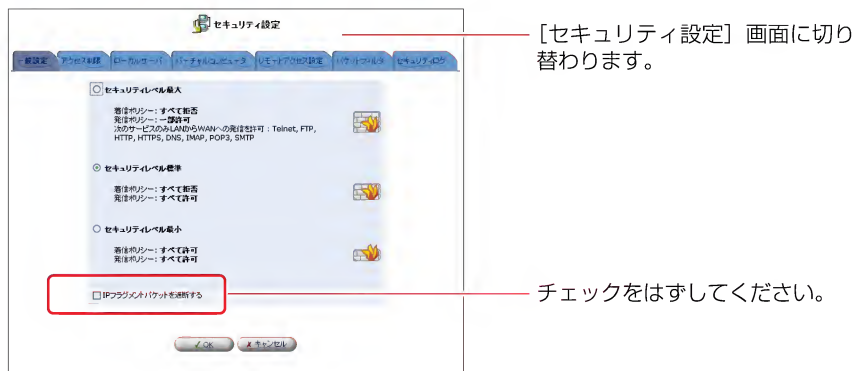 セキュリティ設定
［セキュリティ設定］画面に切り
替わります。
一般設定 アクセス制限 ローカルサーバ バーチャルコンピュータ リモートアクセス設定 パケットフィルタ セキュリティログ
セキュリティレベル最大
着信ポリシー：すべて拒否
発信ポリシー：一部許可
次のサービスのみLANからWANへの発信を許可：Telnet, FTP,
HTTP, HTTPS, DNS, IMAP, POP3, SMTP
セキュリティレベル標準
着信ポリシー：すべて拒否
発信ポリシー：すべて許可
セキュリティレベル最小
着信ポリシー：すべて許可
発信ポリシー：すべて許可
IPフラグメントパケットを遮断する
チェックをはずしてください。
OK キャンセル